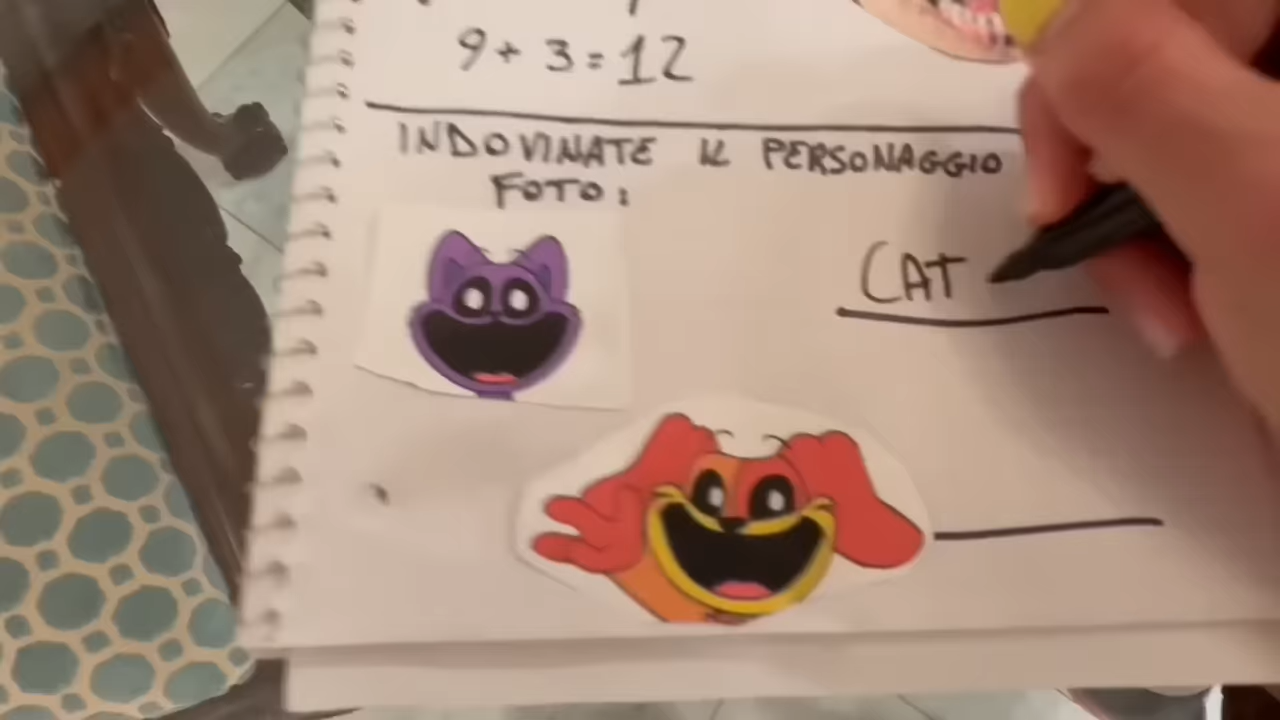 9 + 3 = 12
INDOVINATE IL PERSONAGGIO
FOTO:
CAT